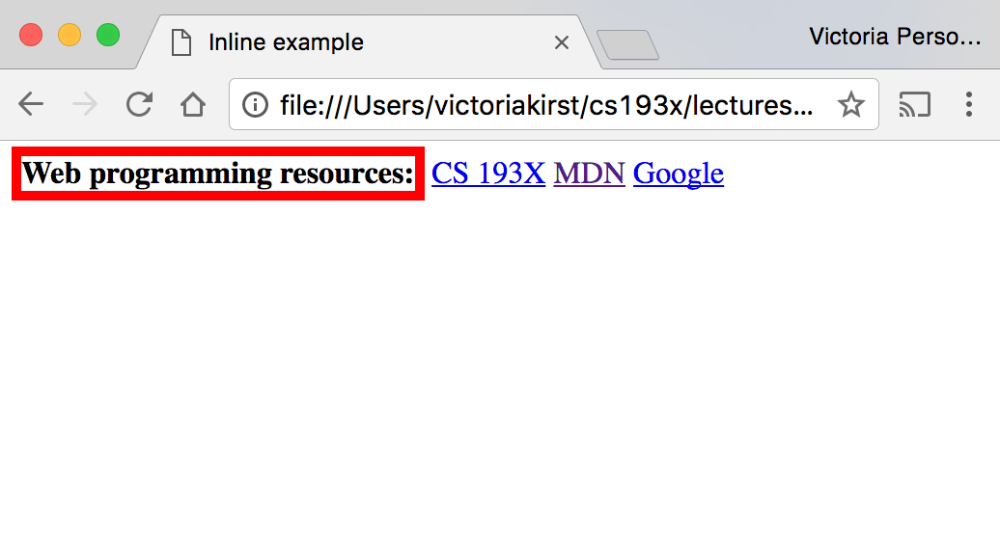 Inline example
Victoria Perso...
file:///Users/victoriakirst/cs193x/lectures...
Web programming resources: CS 193X MDN Google